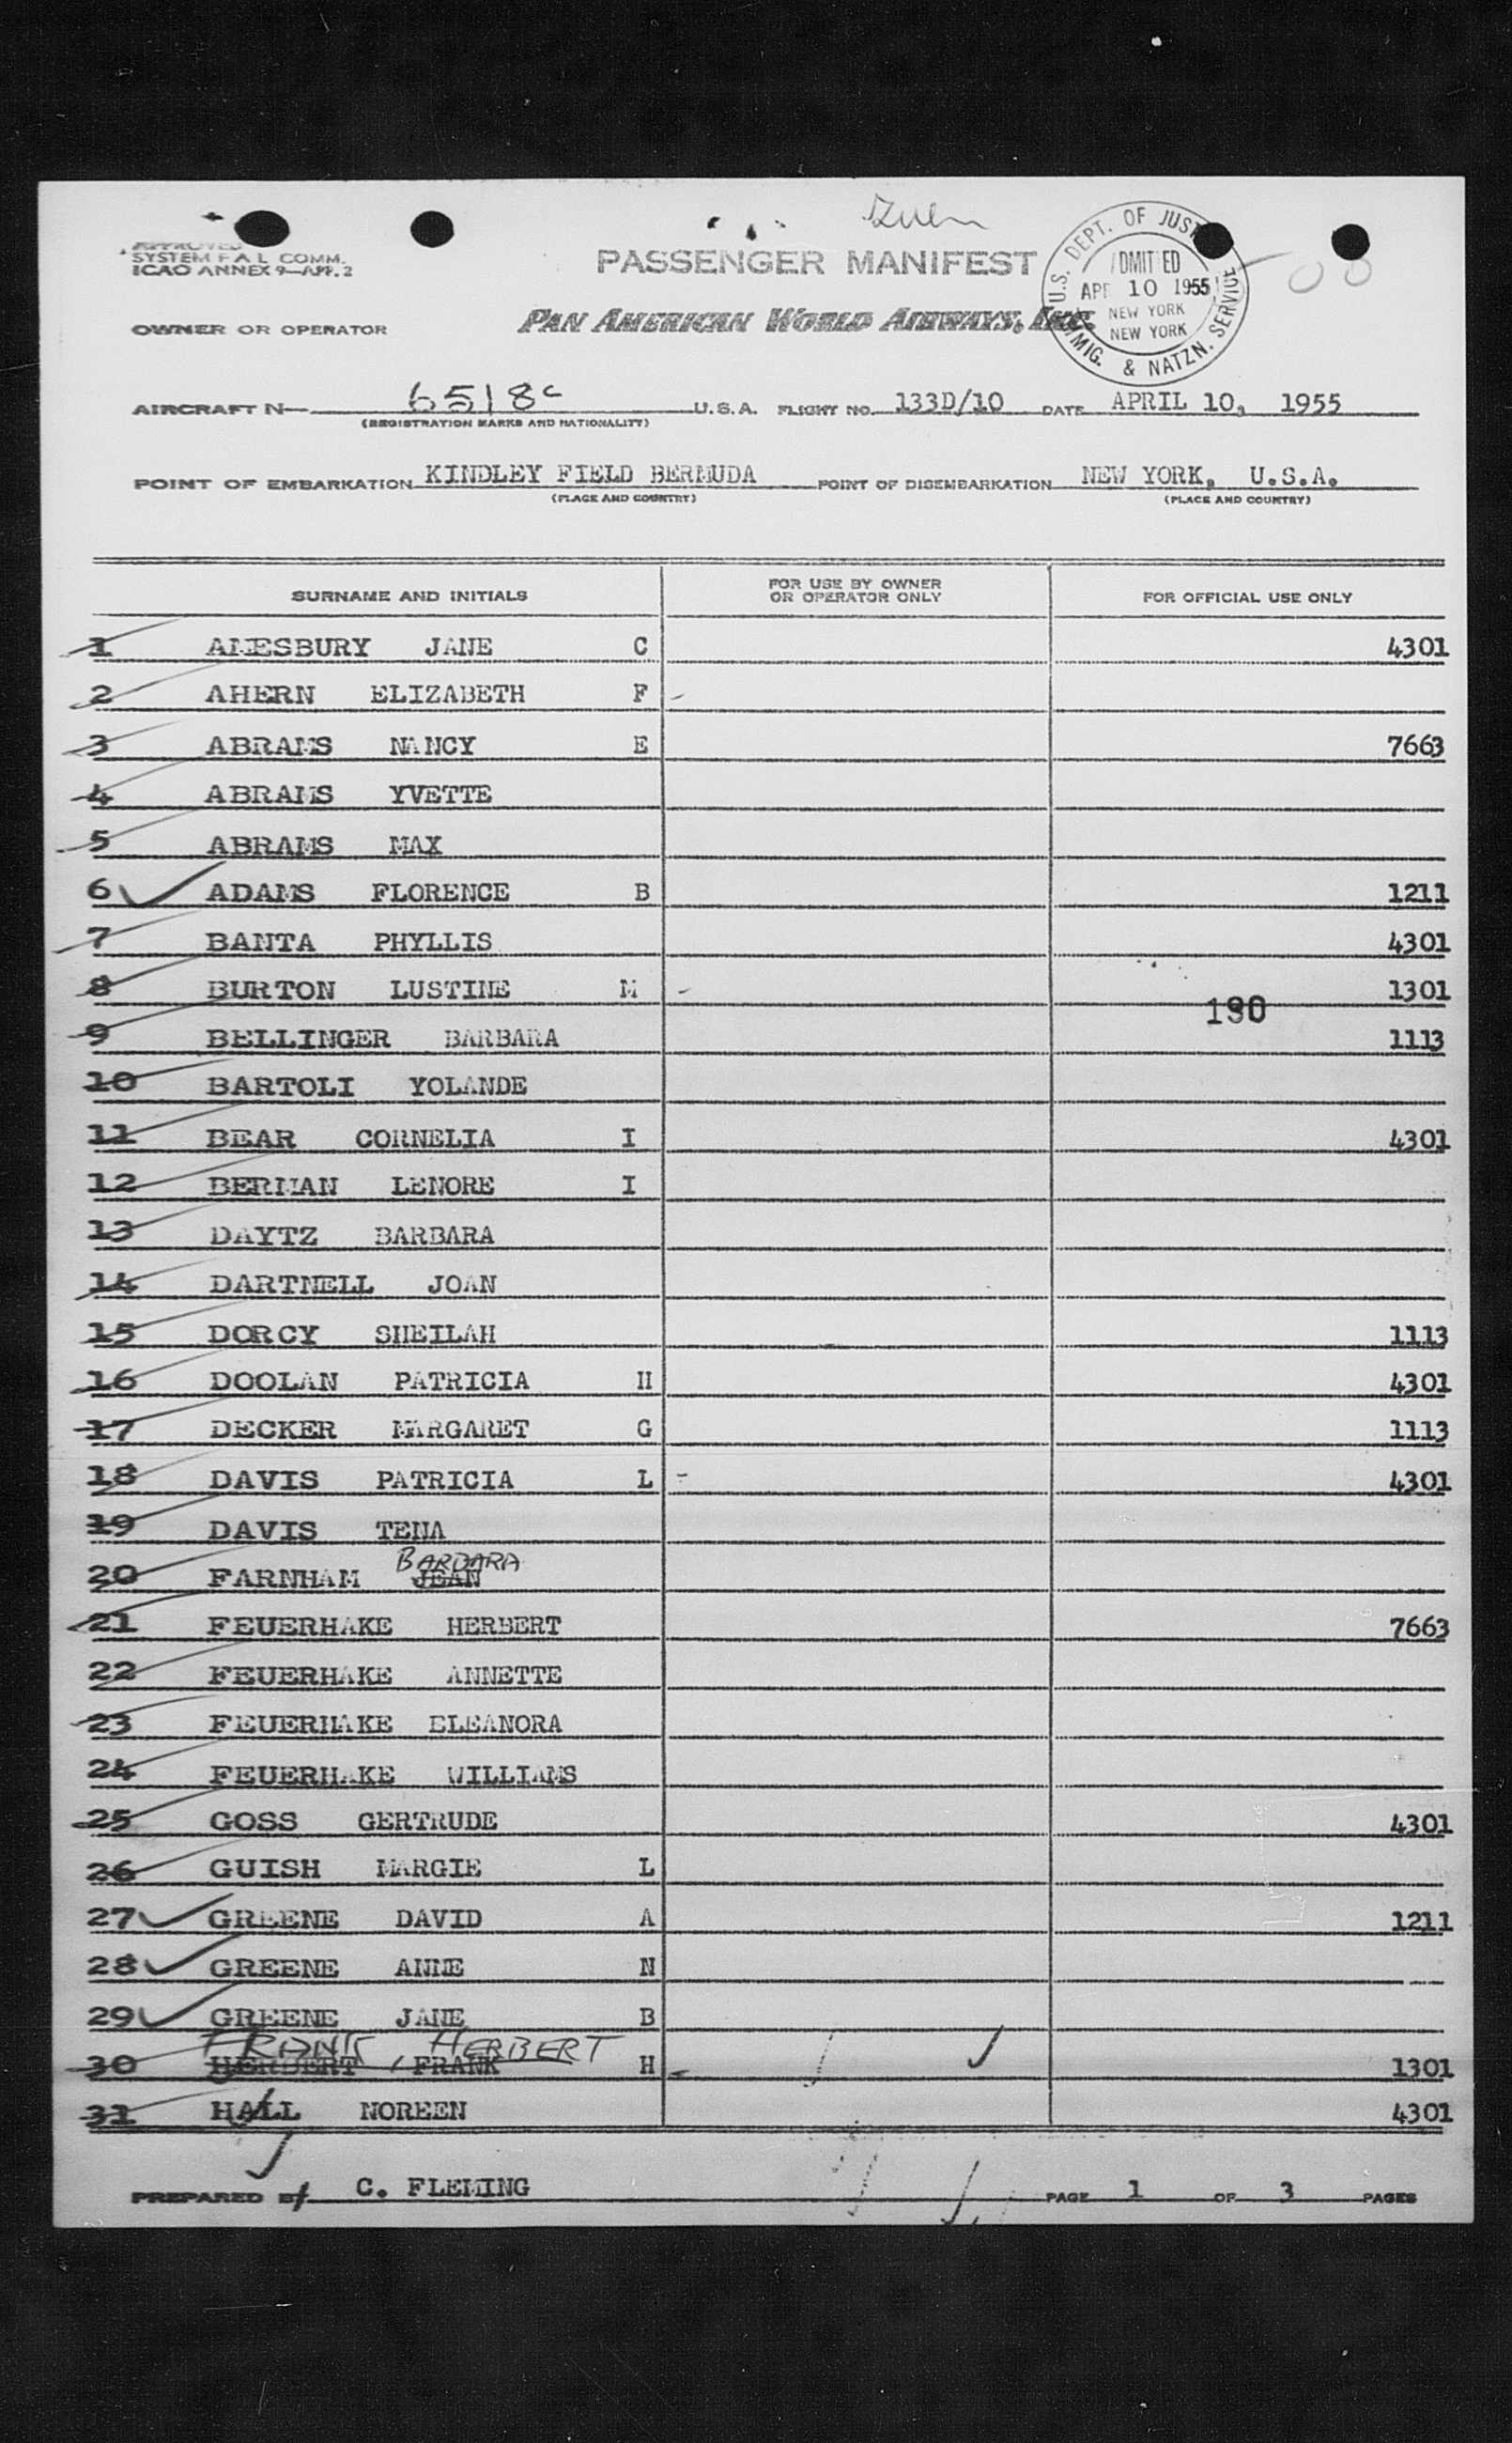 APPROVED
SYSTEM F A L COMM.
ICAO ANNEX 9—APP. 2
PASSENGER MANIFEST
U.S. DEPT. OF JUST
ADMITTED
APR 10 1955
NEW YORK
NEW YORK
IMMIG. & NATZN. SERVICE
OWNER OR OPERATOR PAN AMERICAN WORLD AIRWAYS, INC.
AIRCRAFT N— 6518c U.S.A. FLIGHT NO. 133D/10 DATE APRIL 10, 1955
(REGISTRATION MARKS AND NATIONALITY)
POINT OF EMBARKATION KINDLEY FIELD BERMUDA POINT OF DISEMBARKATION NEW YORK, U.S.A.
(PLACE AND COUNTRY) (PLACE AND COUNTRY)
SURNAME AND INITIALS FOR USE BY OWNER OR OPERATOR ONLY FOR OFFICIAL USE ONLY
1 AMESBURY JANE C 4301
2 AHERN ELIZABETH F -
3 ABRAMS NANCY E 7663
4 ABRAMS YVETTE
5 ABRAMS MAX
6 ADAMS FLORENCE B 1211
7 BANTA PHYLLIS 4301
8 BURTON LUSTINE M - 1301
190
9 BELLINGER BARBARA 1113
10 BARTOLI YOLANDE
11 BEAR CORNELIA I 4301
12 BERMAN LENORE I
13 DAYTZ BARBARA
14 DARTNELL JOAN
15 DORCY SHEILAH 1113
16 DOOLAN PATRICIA H 4301
17 DECKER MARGARET G 1113
18 DAVIS PATRICIA L - 4301
19 DAVIS TENA
BARBARA
20 FARNHAM JEAN
21 FEUERHAKE HERBERT 7663
22 FEUERHAKE ANNETTE
23 FEUERHAKE ELEANORA
24 FEUERHAKE WILLIAMS
25 GOSS GERTRUDE 4301
26 GUISH MARGIE L
27 GREENE DAVID A 1211
28 GREENE ANNE N
29 GREENE JANE B
FRANK, HERBERT
30 HERBERT, FRANK H - 1301
31 HALL NOREEN 4301
PREPARED BY C. FLEMING PAGE 1 OF 3 PAGES